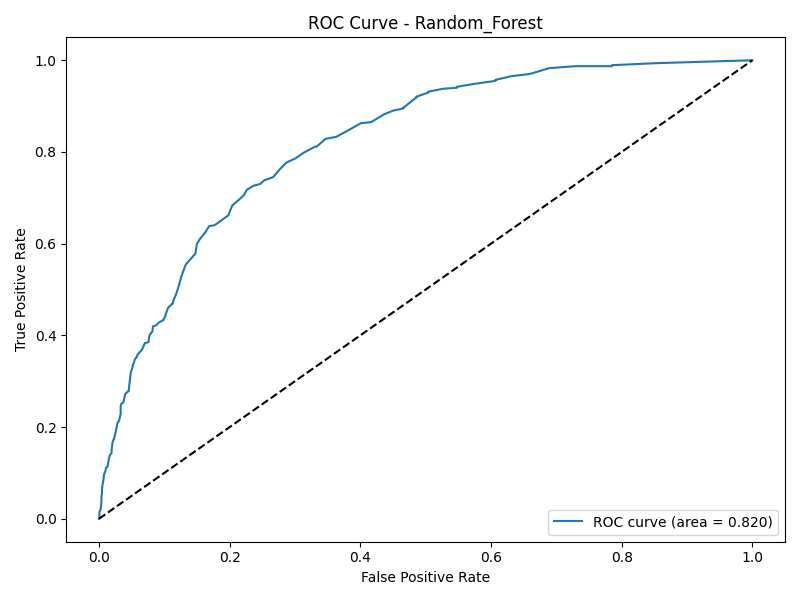 ROC Curve - Random_Forest
True Positive Rate
1.0
0.8
0.6
0.4
0.2
0.0
0.0 0.2 0.4 0.6 0.8 1.0
False Positive Rate
ROC curve (area = 0.820)